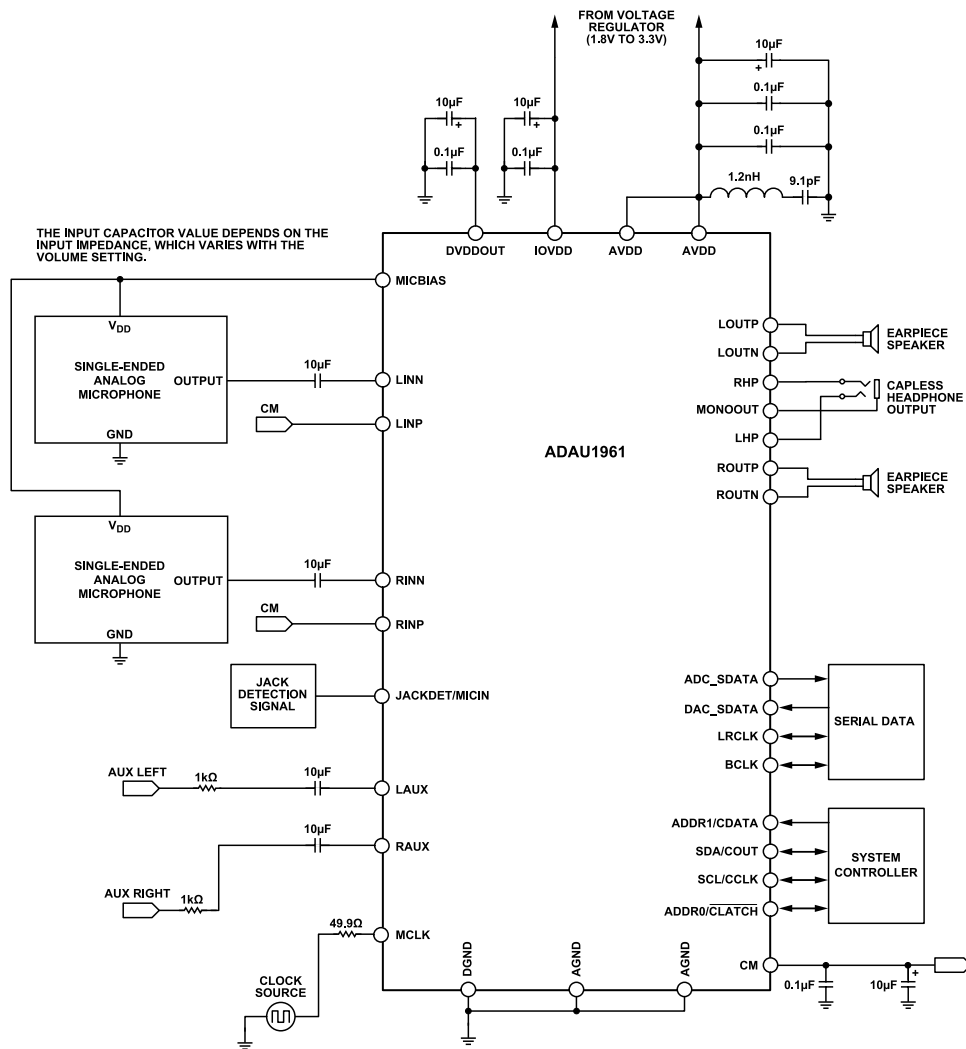 FROM VOLTAGE
REGULATOR
(1.8V TO 3.3V)
10µF
+
0.1µF
0.1µF
1.2nH
9.1pF
10µF
+
0.1µF
10µF
+
0.1µF
THE INPUT CAPACITOR VALUE DEPENDS ON THE
INPUT IMPEDANCE, WHICH VARIES WITH THE
VOLUME SETTING.
DVDDOUT
IOVDD
AVDD
AVDD
MICBIAS
VDD
SINGLE-ENDED
ANALOG
MICROPHONE
OUTPUT
GND
10µF
LINN
CM
LINP
ADAU1961
LOUTP
LOUTN
EARPIECE
SPEAKER
RHP
MONOOUT
LHP
CAPLESS
HEADPHONE
OUTPUT
ROUTP
ROUTN
EARPIECE
SPEAKER
VDD
SINGLE-ENDED
ANALOG
MICROPHONE
OUTPUT
GND
10µF
RINN
CM
RINP
JACK
DETECTION
SIGNAL
JACKDET/MICIN
ADC_SDATA
DAC_SDATA
LRCLK
BCLK
SERIAL DATA
AUX LEFT
1kΩ
10µF
LAUX
10µF
RAUX
AUX RIGHT
1kΩ
ADDR1/CDATA
SDA/COUT
SCL/CCLK
ADDR0/CLATCH
SYSTEM
CONTROLLER
49.9Ω
MCLK
CLOCK
SOURCE
DGND
AGND
AGND
CM
0.1µF
10µF
+